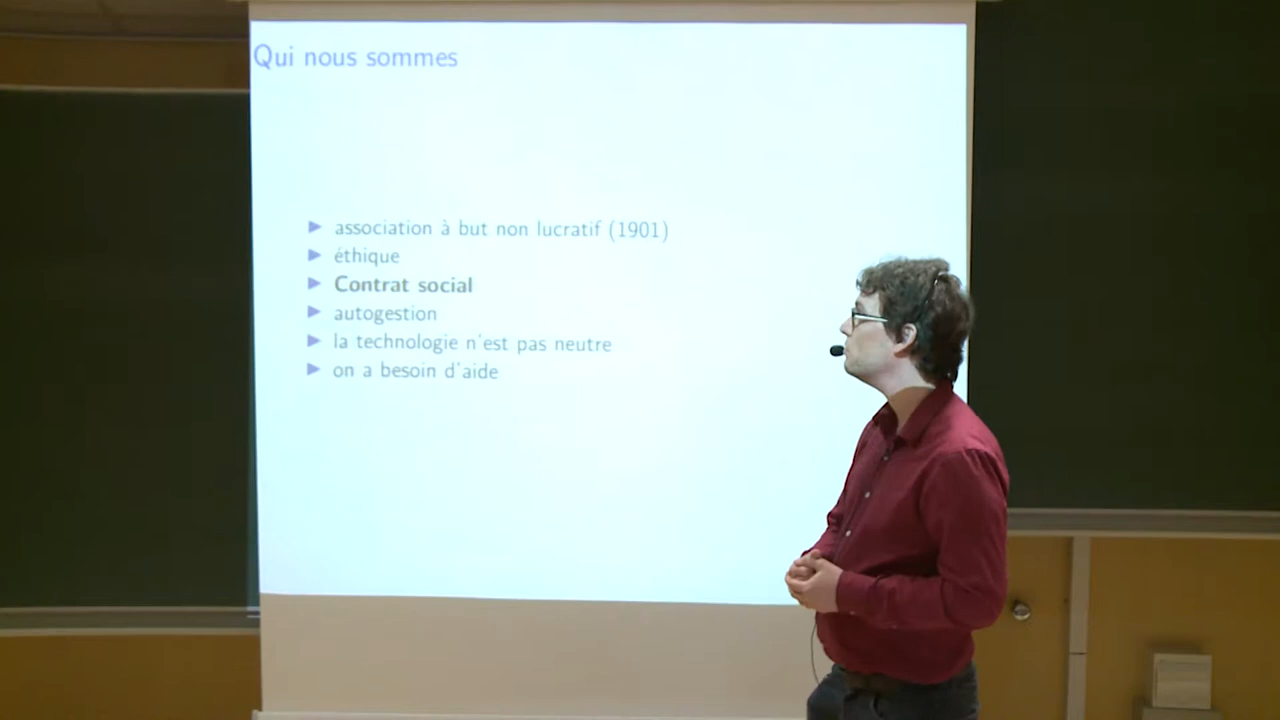 Qui nous sommes
association à but non lucratif (1901)
éthique
Contrat social
autogestion
la technologie n'est pas neutre
on a besoin d'aide